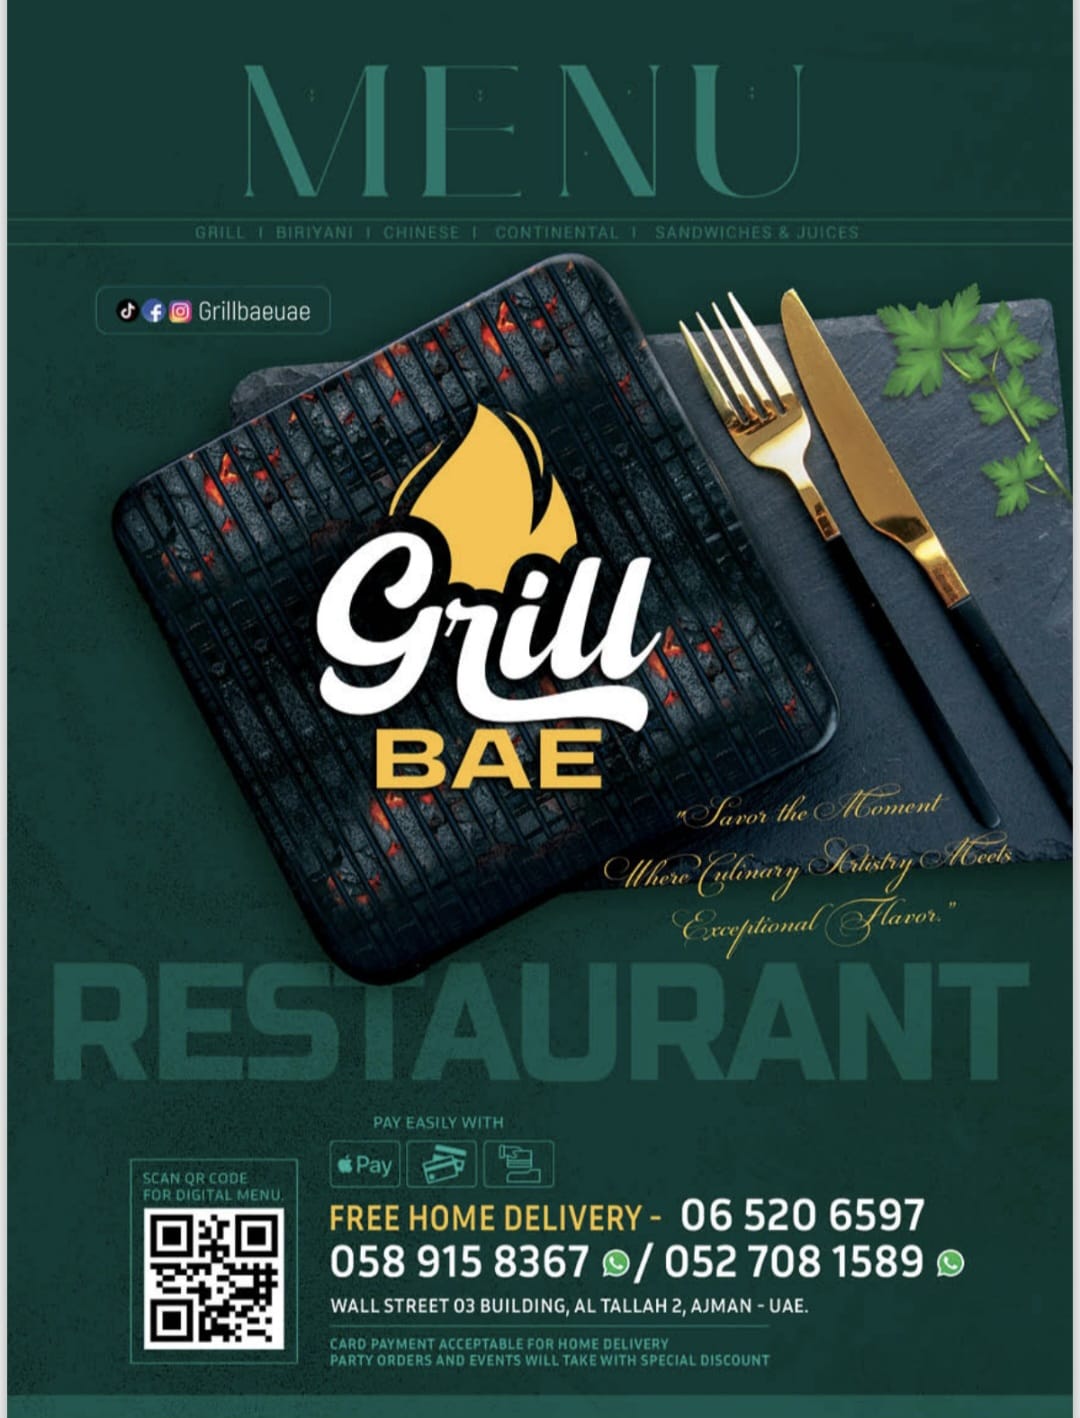 MENU
GRILL I BIRIYANI I CHINESE I CONTINENTAL I SANDWICHES & JUICES
Grillbaeuae
Grill
BAE
"Savor the Moment
Where Culinary Artistry Meets
Exceptional Flavor."
RESTAURANT
PAY EASILY WITH
Pay
SCAN QR CODE
FOR DIGITAL MENU.
FREE HOME DELIVERY - 06 520 6597
058 915 8367 / 052 708 1589
WALL STREET 03 BUILDING, AL TALLAH 2, AJMAN - UAE.
CARD PAYMENT ACCEPTABLE FOR HOME DELIVERY
PARTY ORDERS AND EVENTS WILL TAKE WITH SPECIAL DISCOUNT